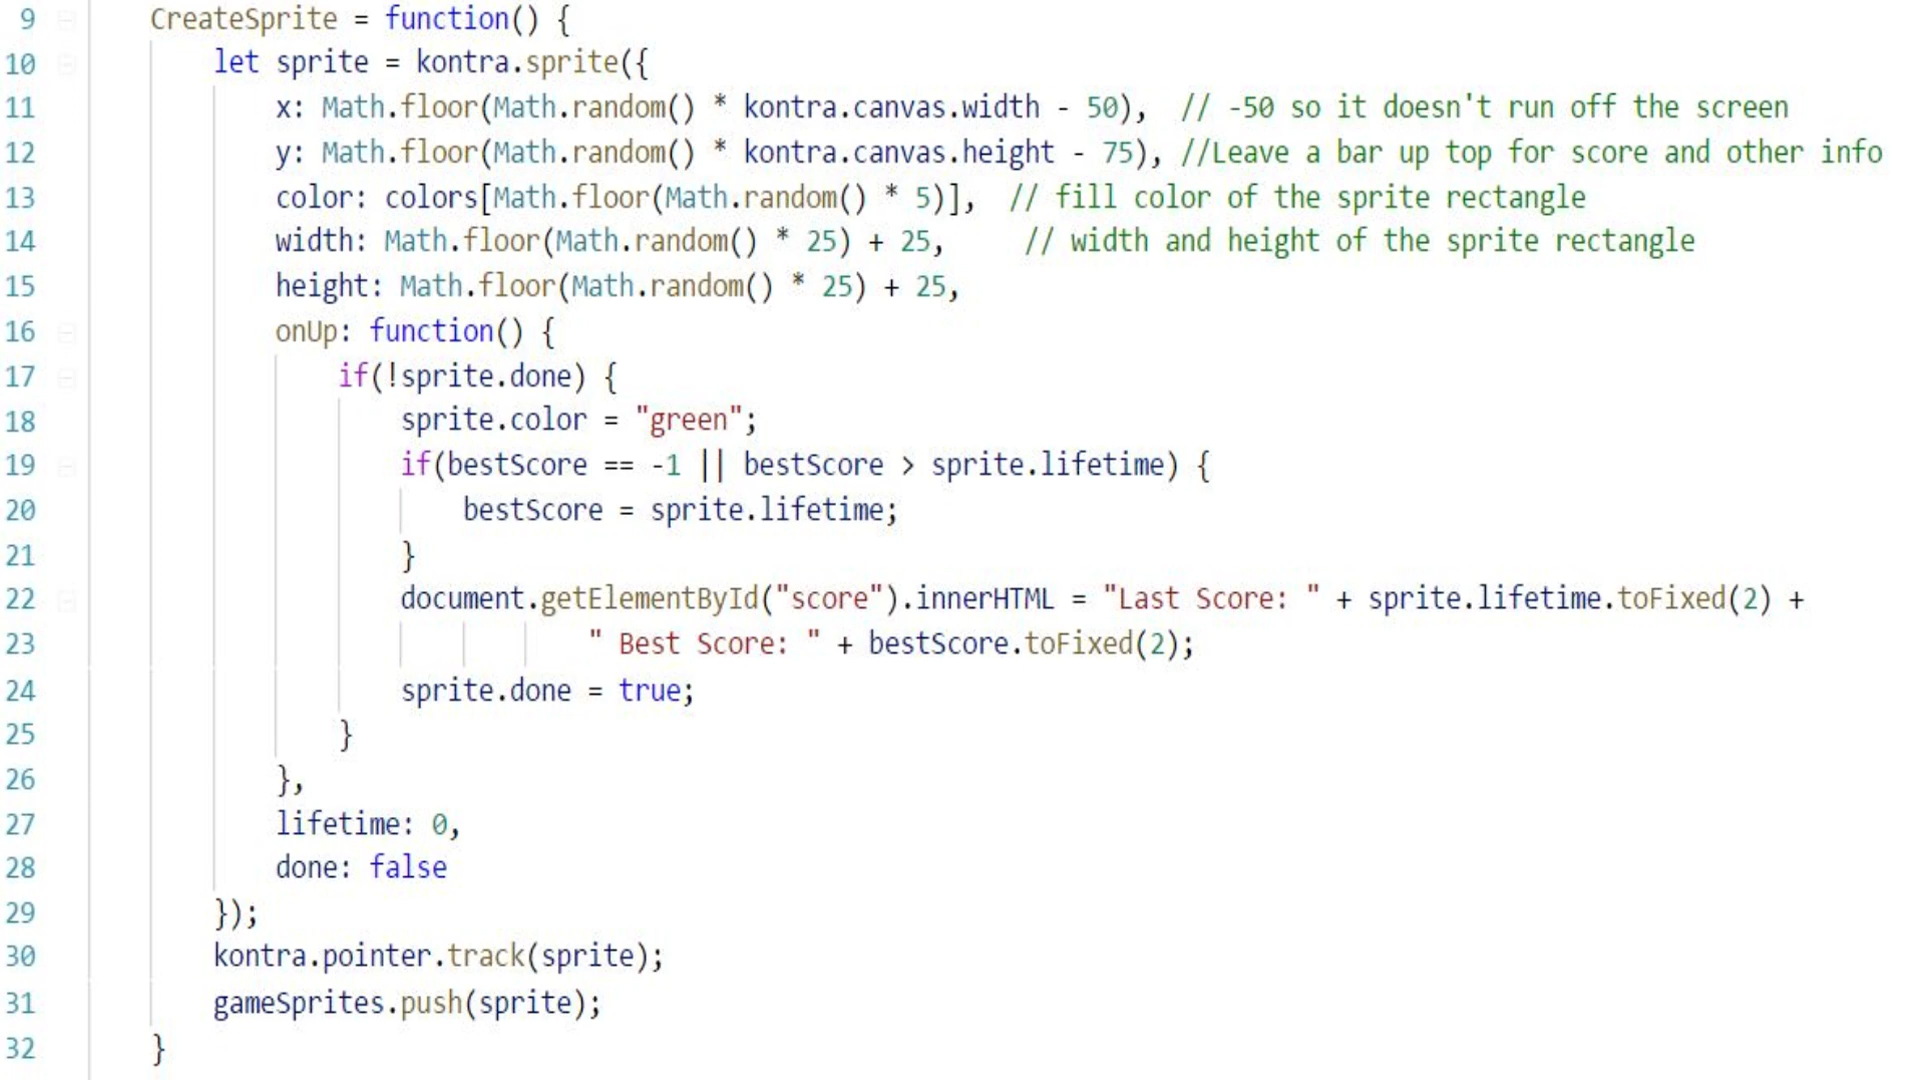 9 CreateSprite = function() {
10 let sprite = kontra.sprite({
11 x: Math.floor(Math.random() * kontra.canvas.width - 50), // -50 so it doesn't run off the screen
12 y: Math.floor(Math.random() * kontra.canvas.height - 75), //Leave a bar up top for score and other info
13 color: colors[Math.floor(Math.random() * 5)], // fill color of the sprite rectangle
14 width: Math.floor(Math.random() * 25) + 25, // width and height of the sprite rectangle
15 height: Math.floor(Math.random() * 25) + 25,
16 onUp: function() {
17 if(!sprite.done) {
18 sprite.color = "green";
19 if(bestScore == -1 || bestScore > sprite.lifetime) {
20 bestScore = sprite.lifetime;
21 }
22 document.getElementById("score").innerHTML = "Last Score: " + sprite.lifetime.toFixed(2) +
23 " Best Score: " + bestScore.toFixed(2);
24 sprite.done = true;
25 }
26 },
27 lifetime: 0,
28 done: false
29 });
30 kontra.pointer.track(sprite);
31 gameSprites.push(sprite);
32 }